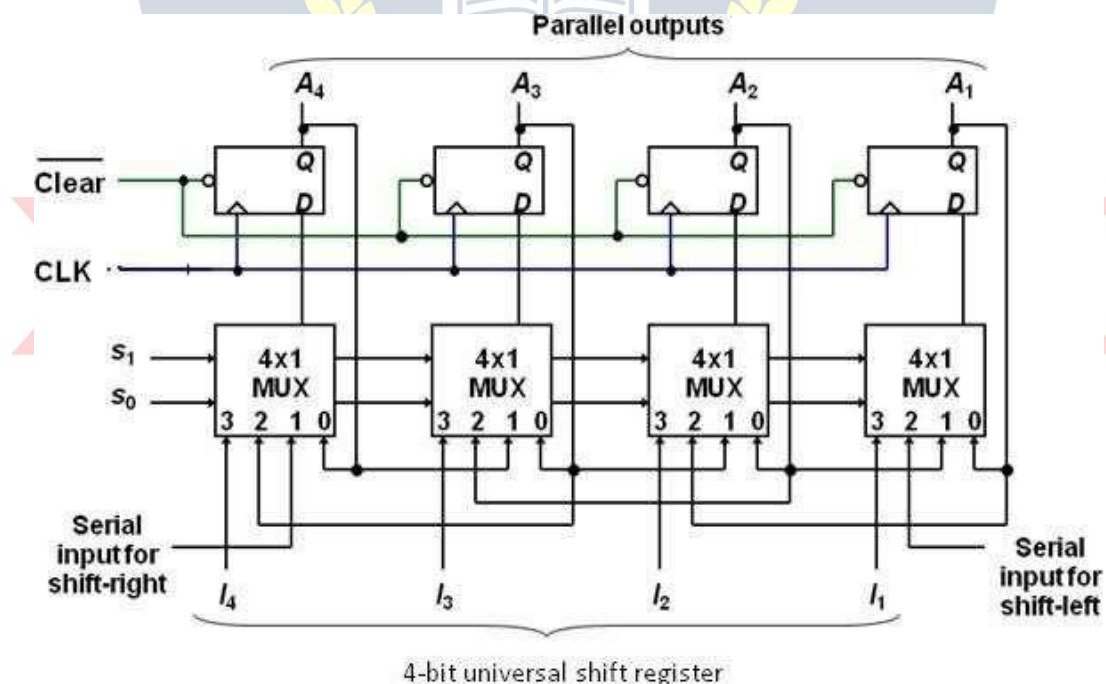 Parallel outputs
A4 A3 A2 A1
Q Q Q Q
Clear
D D D D
CLK
s1
4x1 MUX 4x1 MUX 4x1 MUX 4x1 MUX
s0
3 2 1 0 3 2 1 0 3 2 1 0 3 2 1 0
Serial input for shift-right
Serial input for shift-left
I4 I3 I2 I1
4-bit universal shift register